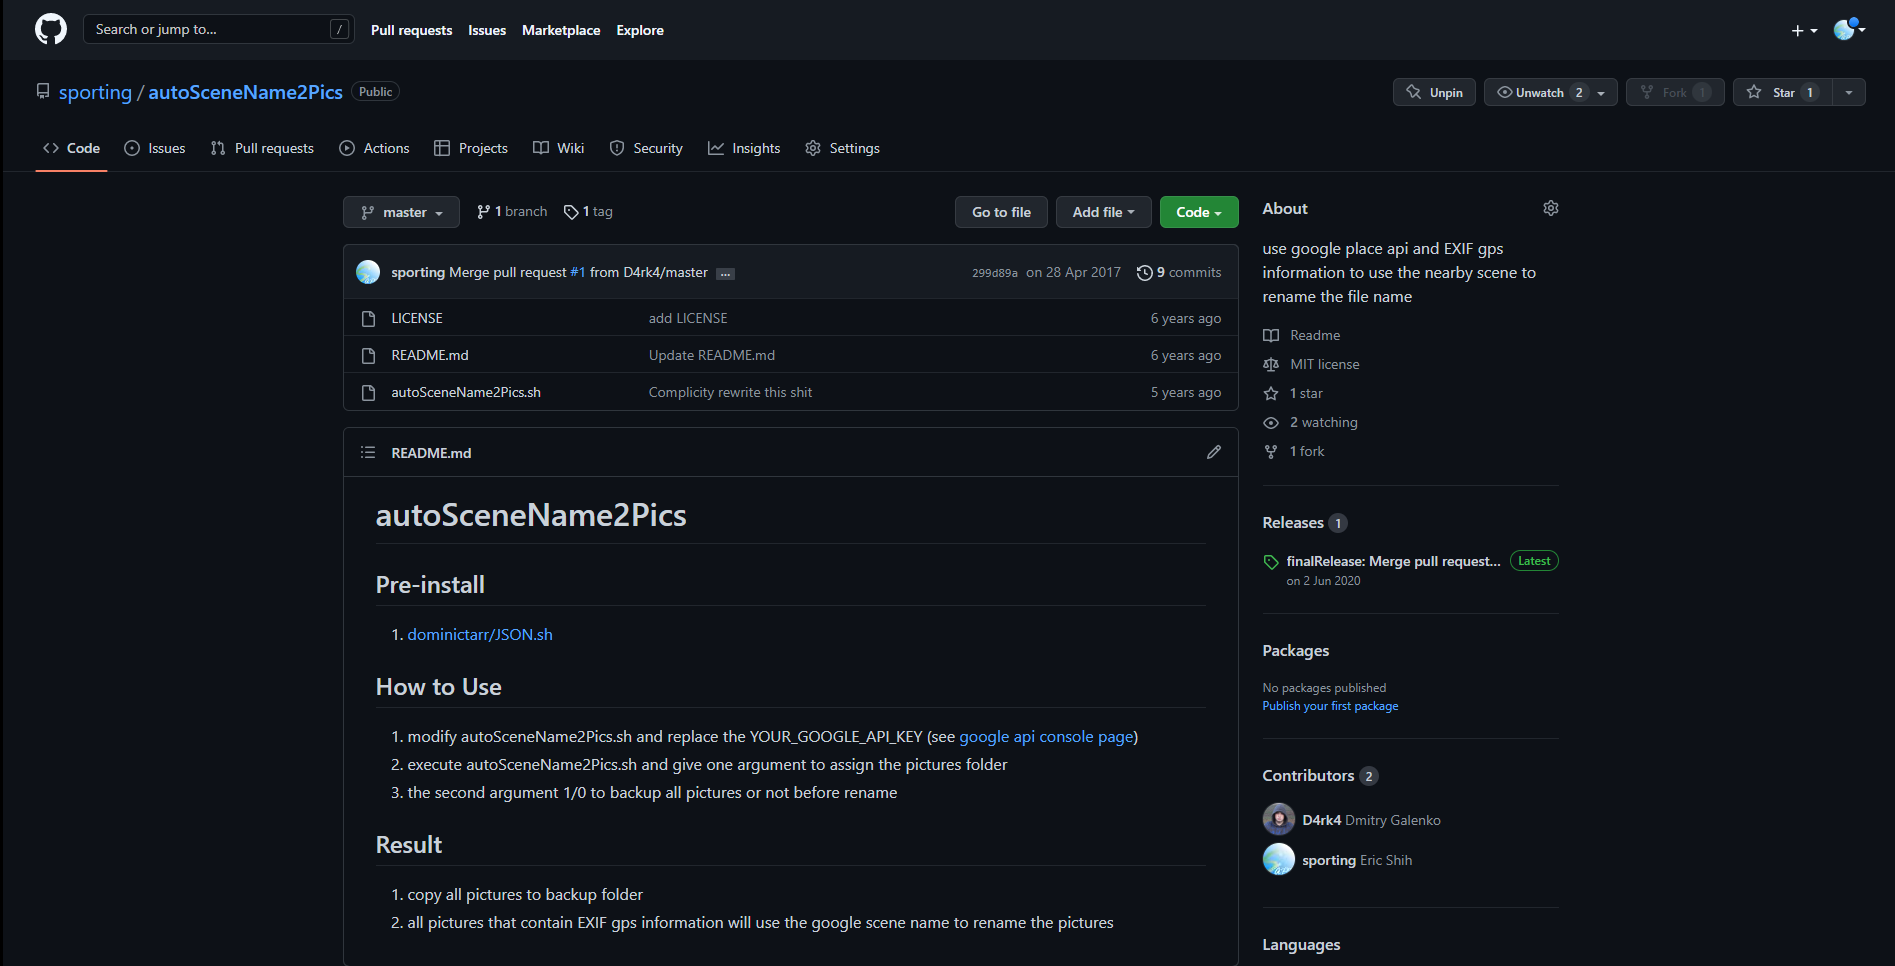 Search or jump to... /
Pull requests Issues Marketplace Explore
sporting / autoSceneName2Pics Public
Unpin Unwatch 2 Fork 1 Star 1
Code Issues Pull requests Actions Projects Wiki Security Insights Settings
master 1 branch 1 tag Go to file Add file Code
sporting Merge pull request #1 from D4rk4/master ... 299d89a on 28 Apr 2017 9 commits
LICENSE add LICENSE 6 years ago
README.md Update README.md 6 years ago
autoSceneName2Pics.sh Complicity rewrite this shit 5 years ago
README.md
autoSceneName2Pics
Pre-install
1. dominictarr/JSON.sh
How to Use
1. modify autoSceneName2Pics.sh and replace the YOUR_GOOGLE_API_KEY (see google api console page)
2. execute autoSceneName2Pics.sh and give one argument to assign the pictures folder
3. the second argument 1/0 to backup all pictures or not before rename
Result
1. copy all pictures to backup folder
2. all pictures that contain EXIF gps information will use the google scene name to rename the pictures
About
use google place api and EXIF gps
information to use the nearby scene to
rename the file name
Readme
MIT license
1 star
2 watching
1 fork
Releases 1
finalRelease: Merge pull request... Latest
on 2 Jun 2020
Packages
No packages published
Publish your first package
Contributors 2
D4rk4 Dmitry Galenko
sporting Eric Shih
Languages